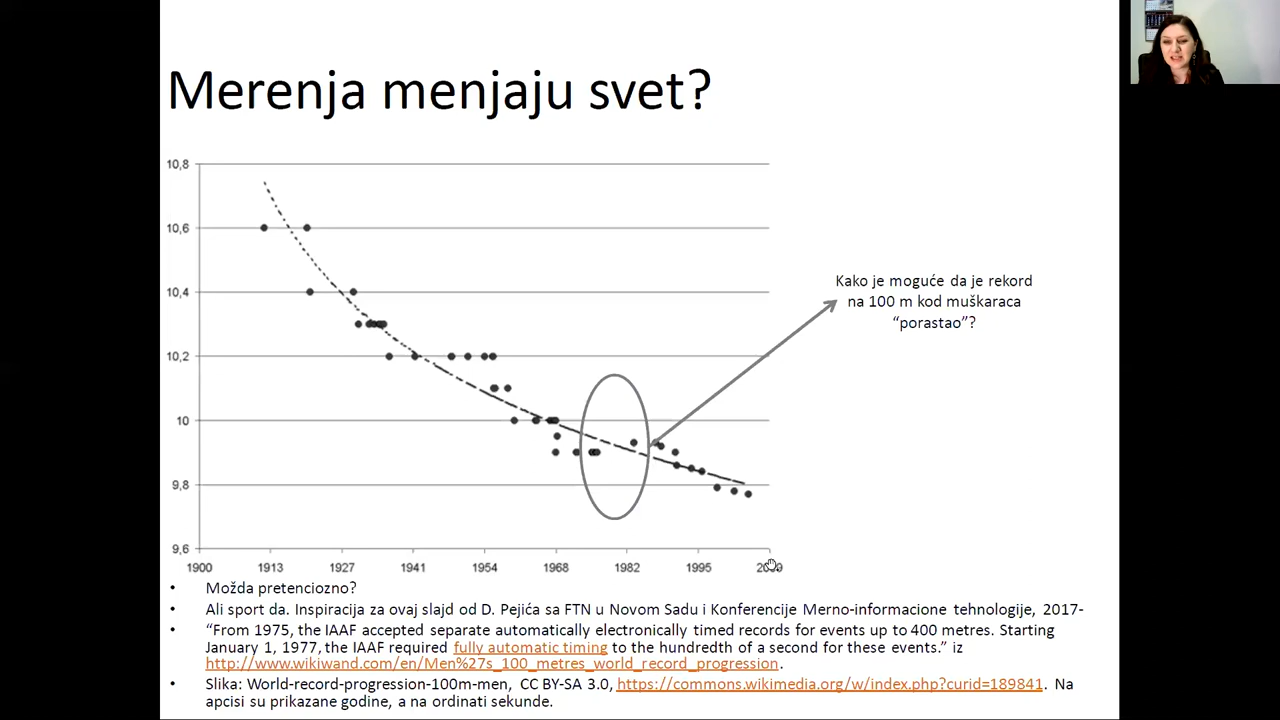 Merenja menjaju svet?
10,8
10,6
10,4
10,2
10
9,8
9,6
1900 1913 1927 1941 1954 1968 1982 1995
Kako je moguće da je rekord
na 100 m kod muškaraca
“porastao”?
• Možda pretenciozno?
• Ali sport da. Inspiracija za ovaj slajd od D. Pejića sa FTN u Novom Sadu i Konferencije Merno-informacione tehnologije, 2017-
• “From 1975, the IAAF accepted separate automatically electronically timed records for events up to 400 metres. Starting
January 1, 1977, the IAAF required fully automatic timing to the hundredth of a second for these events.” iz
http://www.wikiwand.com/en/Men%27s_100_metres_world_record_progression.
• Slika: World-record-progression-100m-men, CC BY-SA 3.0, https://commons.wikimedia.org/w/index.php?curid=189841. Na
apcisi su prikazane godine, a na ordinati sekunde.